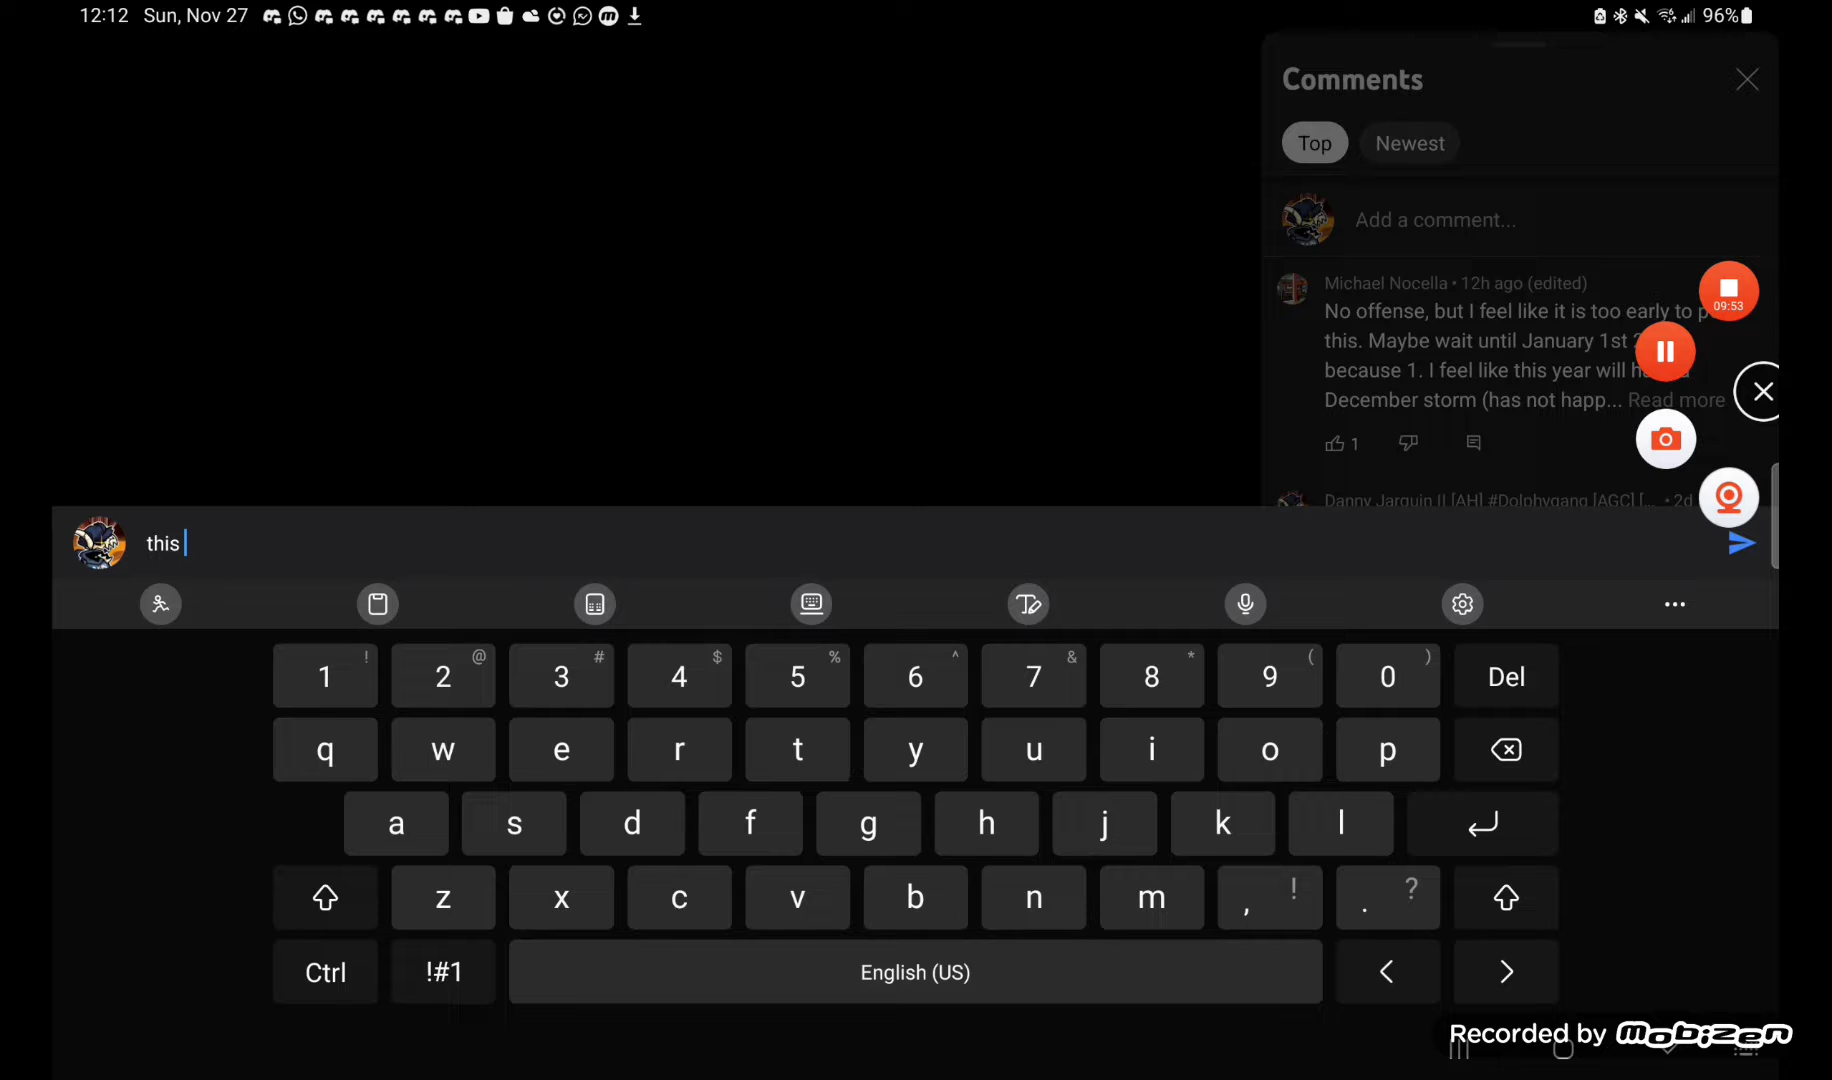 12:12 Sun, Nov 27
96%
Comments
Top Newest
Add a comment...
Michael Nocella • 12h ago (edited)
No offense, but I feel like it is too early to p
this. Maybe wait until January 1st
because 1. I feel like this year will
December storm (has not happ... Read more
1
Danny Jarquin II [AH] #Dolphygang [AGC] [... • 2d
09:53
this
1 ! 2 @ 3 # 4 $ 5 % 6 ^ 7 & 8 * 9 ( 0 ) Del
q w e r t y u i o p
a s d f g h j k l
z x c v b n m , ! . ?
Ctrl !#1 English (US) < >
Recorded by mobizen